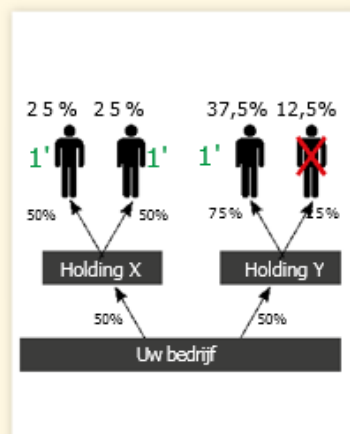 25% 25% 37,5% 12,5%
1' 1' 1'
50% 50% 75% 25%
Holding X Holding Y
50% 50%
Uw bedrijf